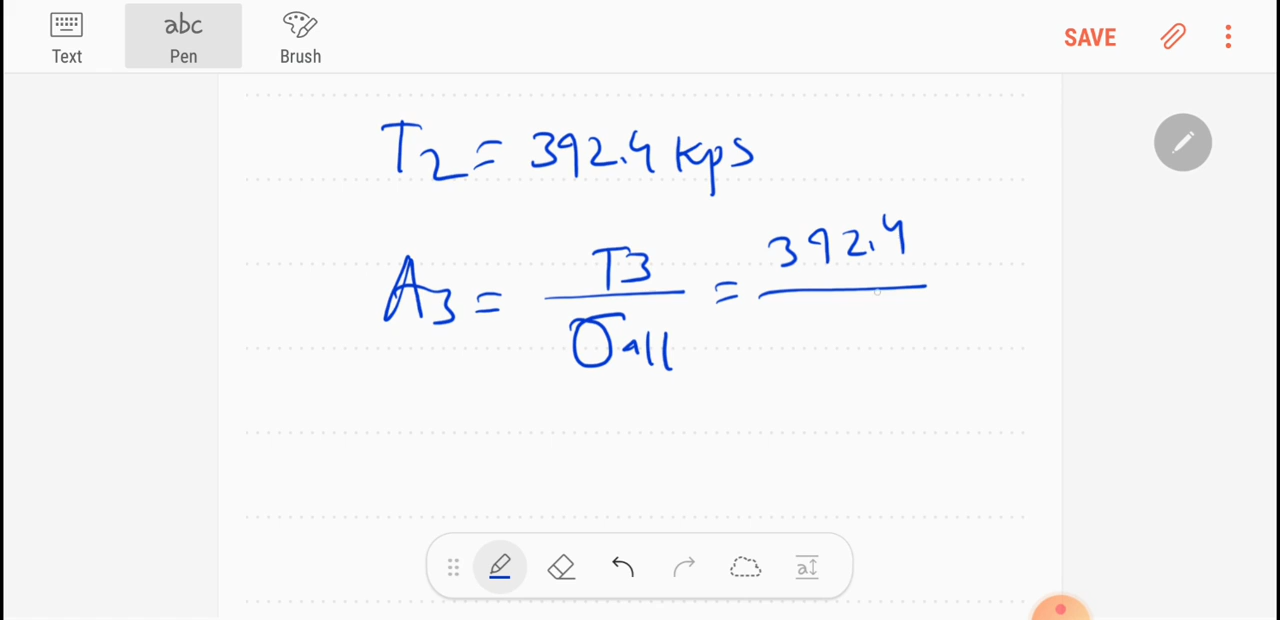 Text
abc
Pen
Brush
SAVE
T2 = 392.4 kps
A3 = T3 / σall = 392.4
a